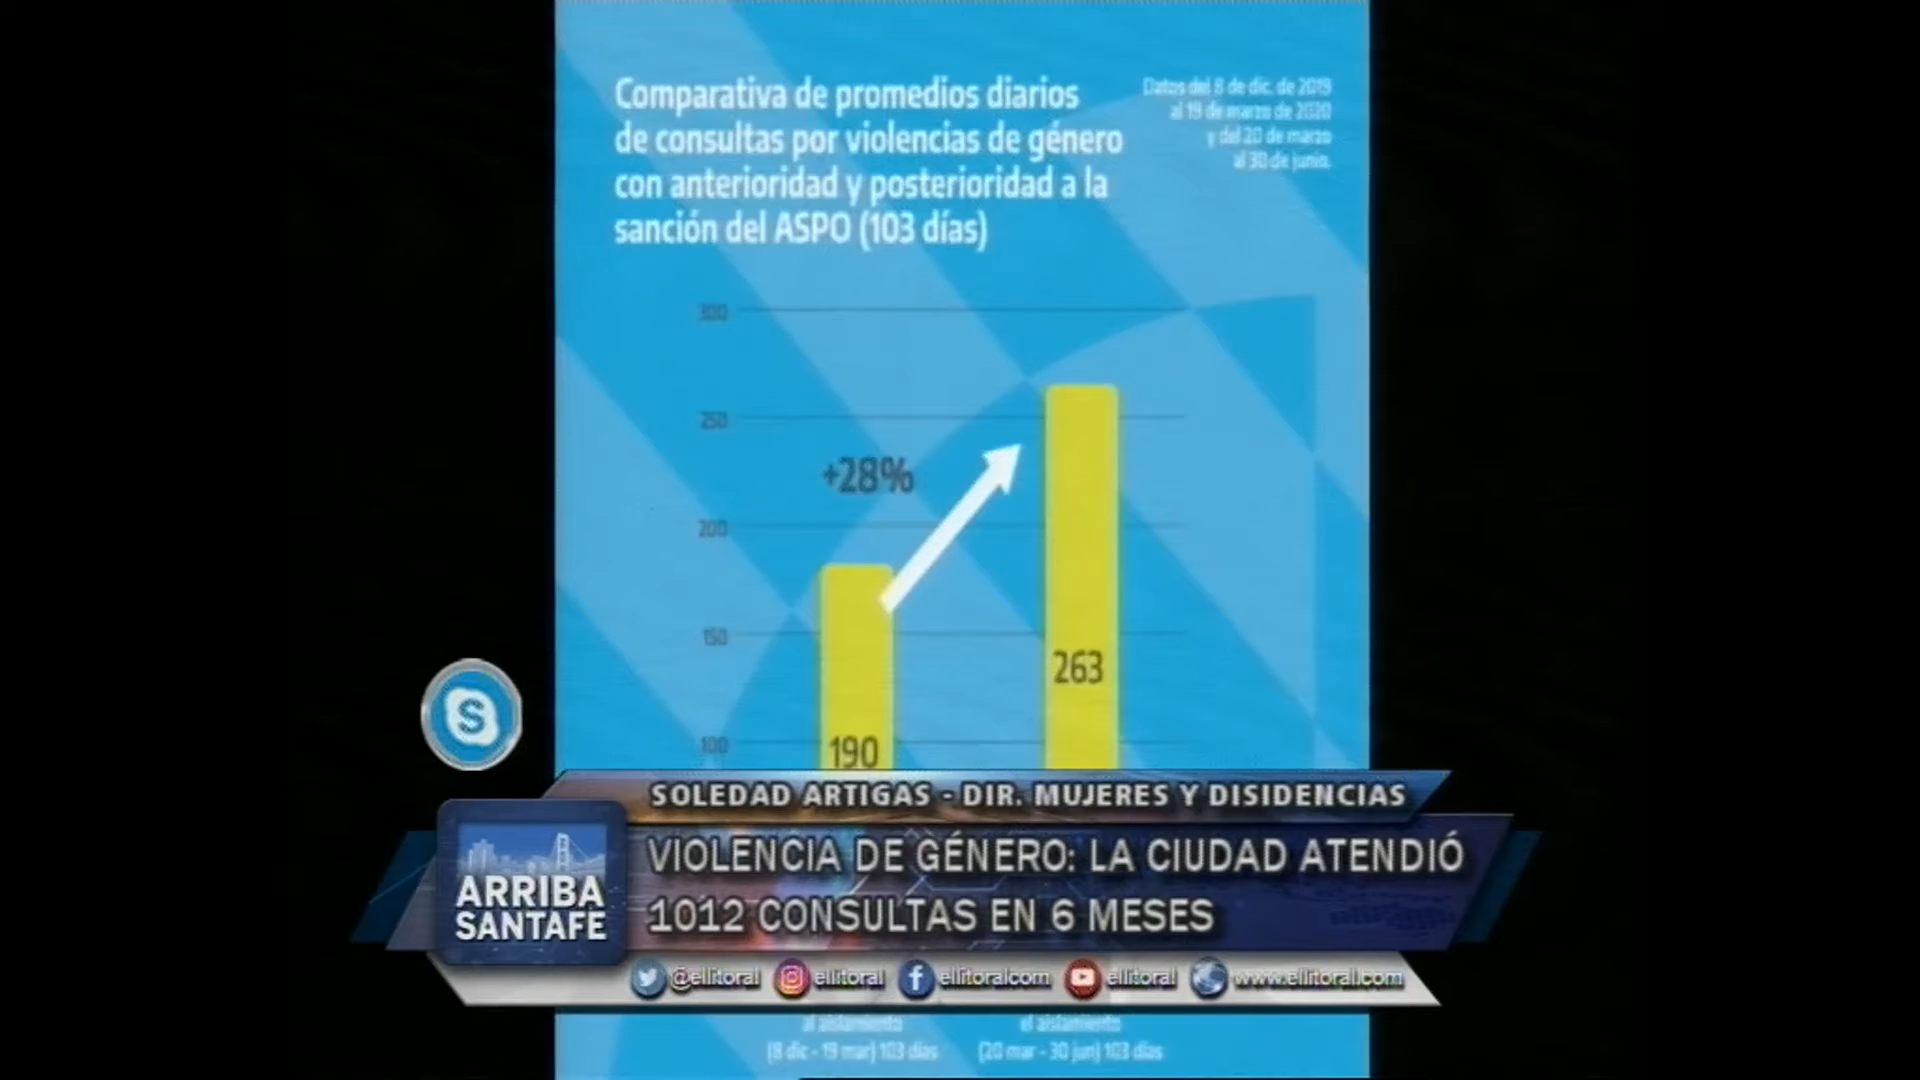 Comparativa de promedios diarios
de consultas por violencias de género
con anterioridad y posterioridad a la
sanción del ASPO (103 días)
Datos del 8 de dic. de 2019
al 19 de marzo de 2020
y del 20 de marzo
al 30 de junio.
300
250
+28%
200
150
263
100
190
SOLEDAD ARTIGAS - DIR. MUJERES Y DISIDENCIAS
ARRIBA
SANTAFE
VIOLENCIA DE GÉNERO: LA CIUDAD ATENDIÓ
1012 CONSULTAS EN 6 MESES
@ellitoral ellitoral ellitoralcom ellitoral www.ellitoral.com
al aislamiento
(8 dic - 19 mar) 103 días
el aislamiento
(20 mar - 30 jun) 103 días